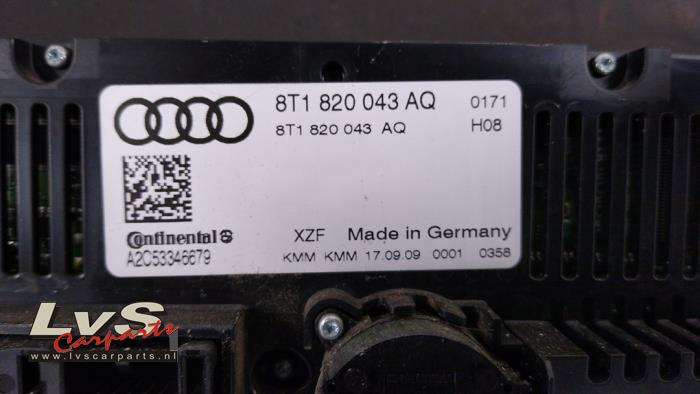 8T1 820 043 AQ 0171
8T1 820 043 AQ H08
Continental
A2C53346679
XZF Made in Germany
KMM KMM 17.09.09 0001 0358
LvS
Carparts
www.lvscarparts.nl